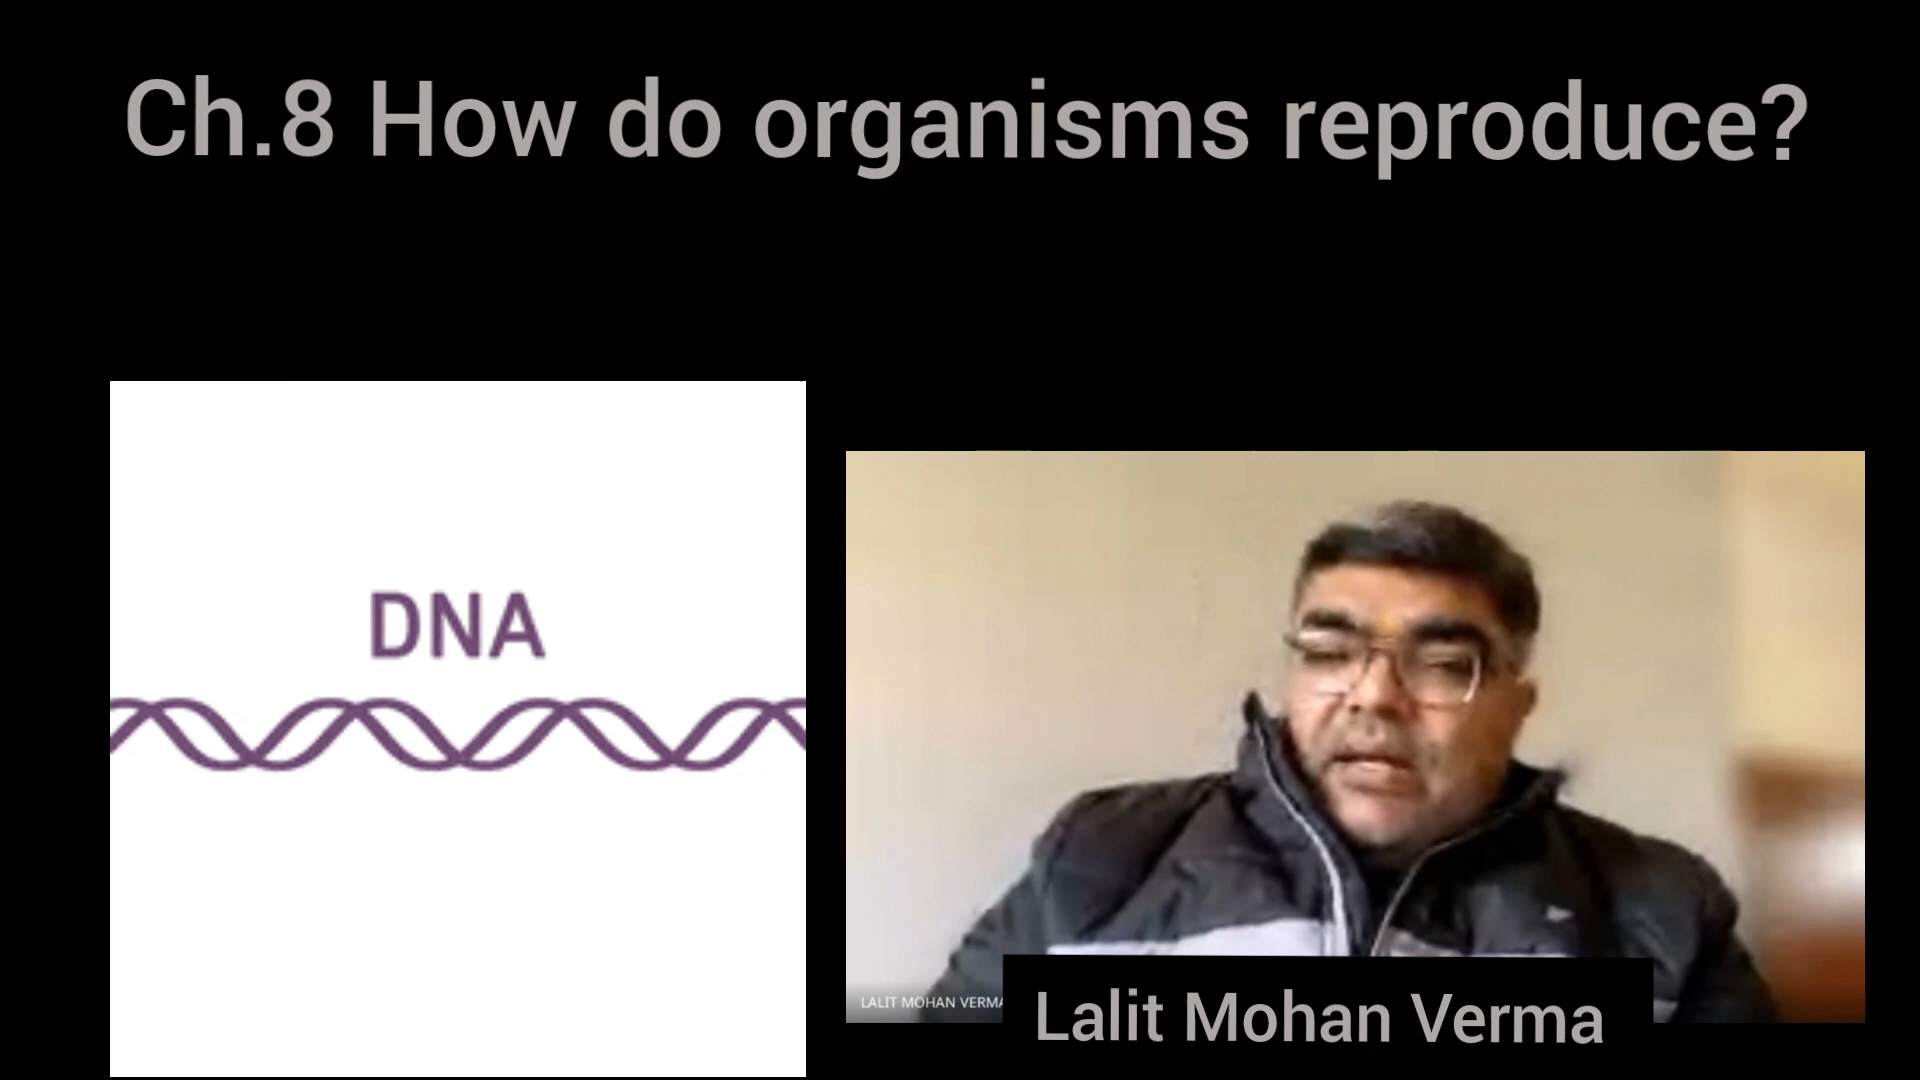 Ch.8 How do organisms reproduce?
DNA
LALIT MOHAN VERMA
Lalit Mohan Verma